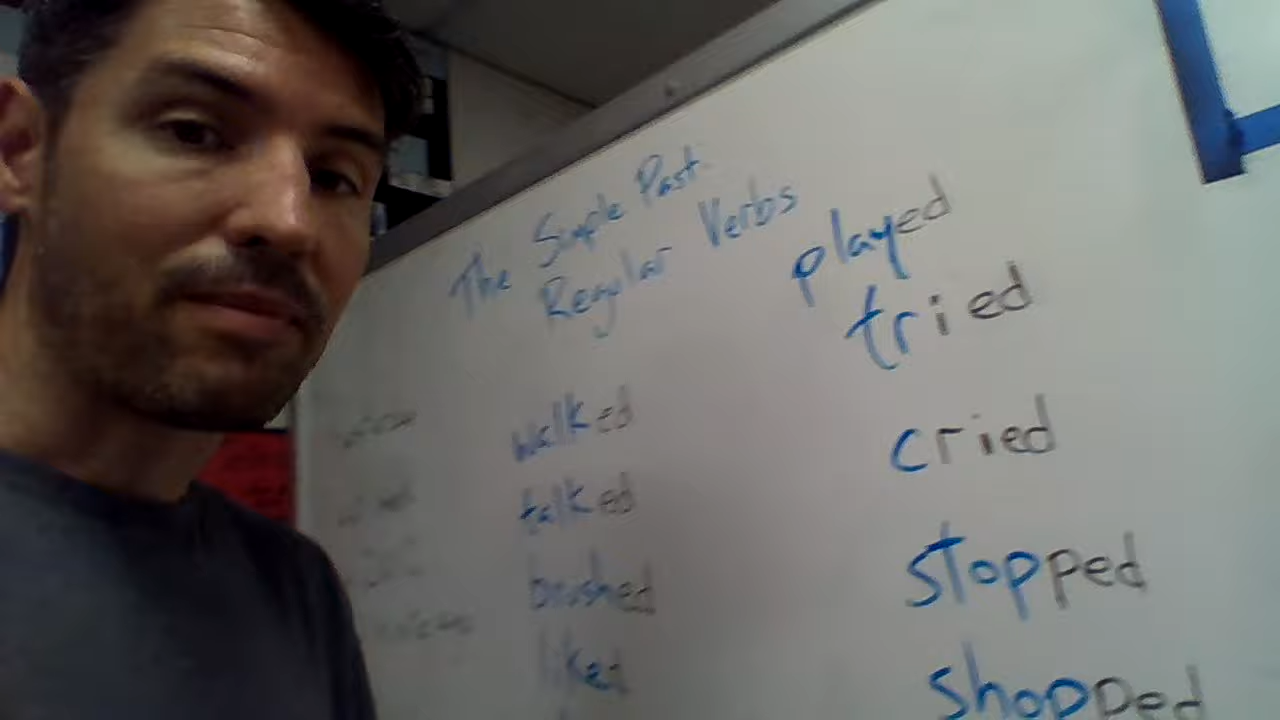 The Simple Past
Regular Verbs
walked
talked
brushed
liked
played
tried
cried
stopped
shopped